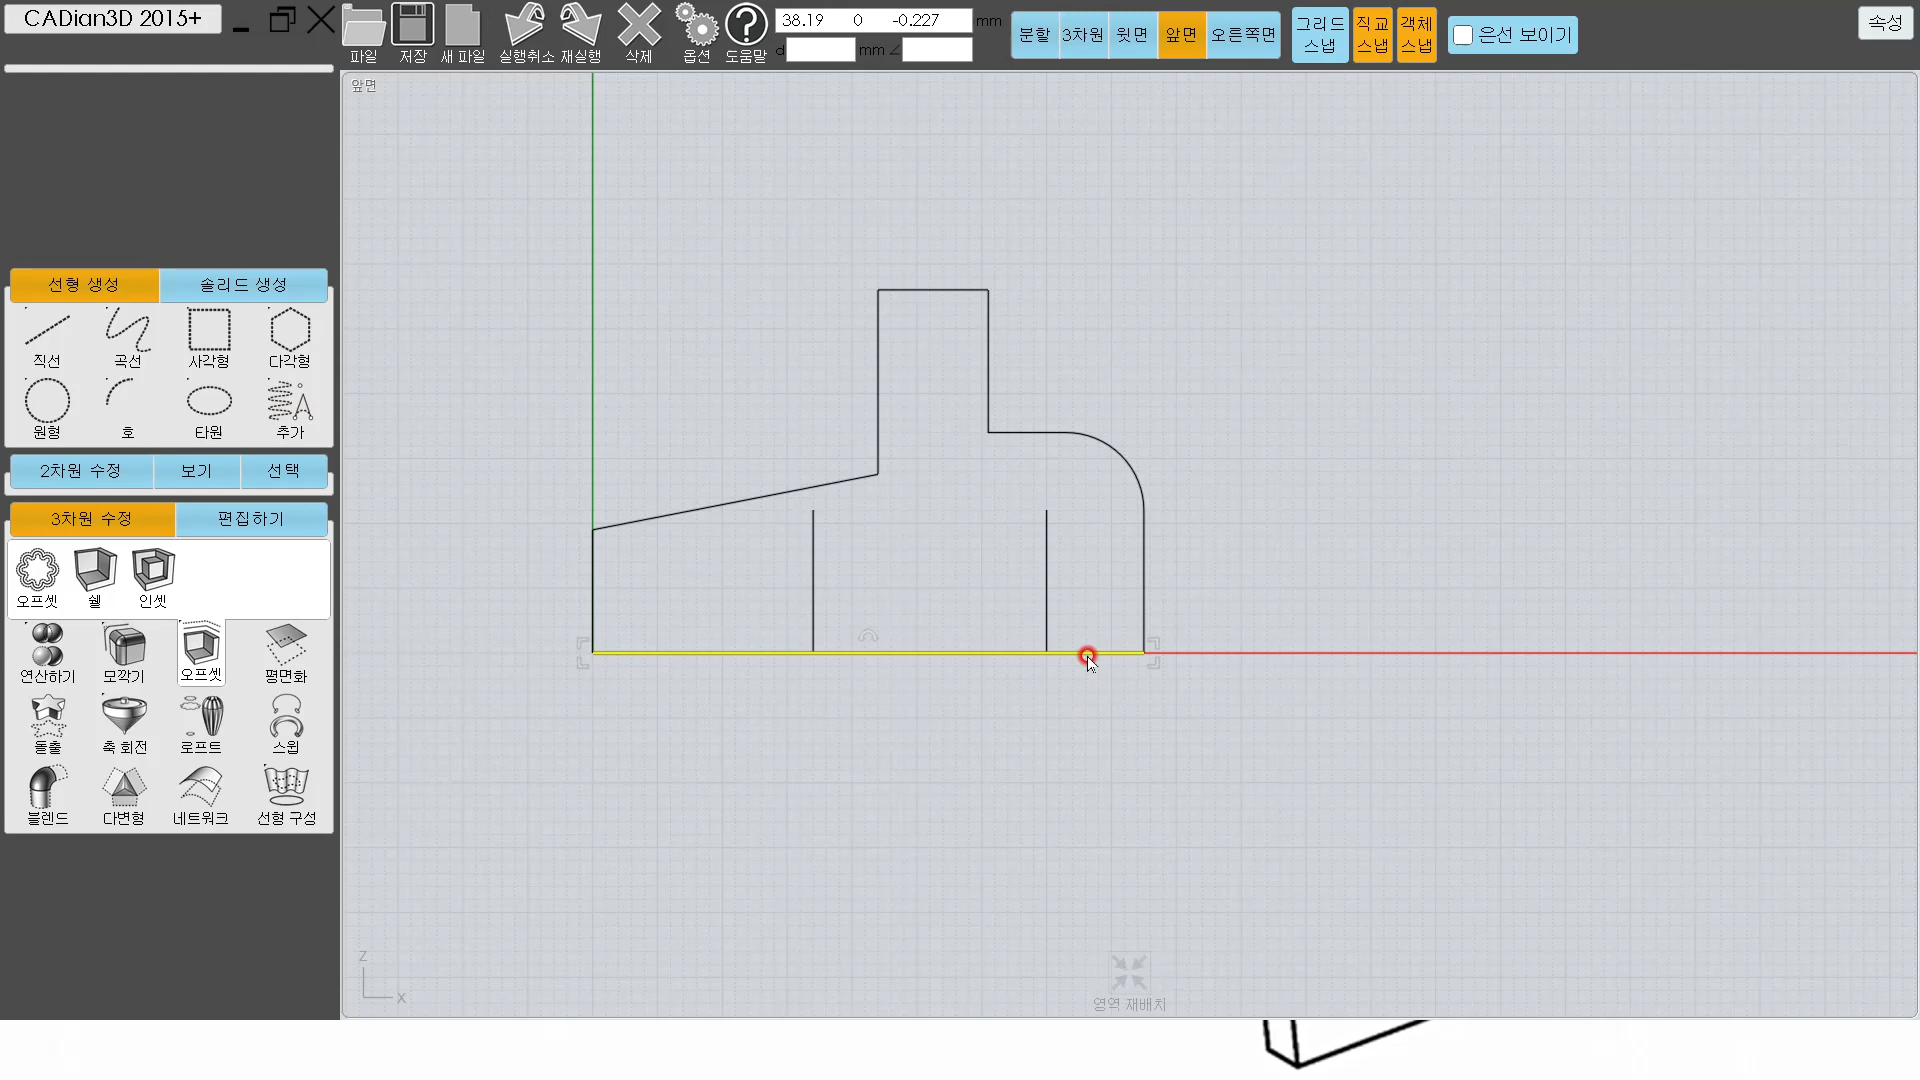 CADian3D 2015+
파일 저장 새 파일 실행취소 재실행 삭제 옵션 도움말
38.19 0 -0.227 mm
d mm ∠
분할 3차원 윗면 앞면 오른쪽면
그리드 스냅
직교 스냅
객체 스냅
은선 보이기
속성
앞면
선형 생성 솔리드 생성
직선 곡선 사각형 다각형
원형 호 타원 추가
2차원 수정 보기 선택
3차원 수정 편집하기
오프셋 쉘 인셋
연산하기 모깍기 오프셋 평면화
돌출 축 회전 로프트 스윕
블렌드 다변형 네트워크 선형 구성
Z
X
영역 재배치